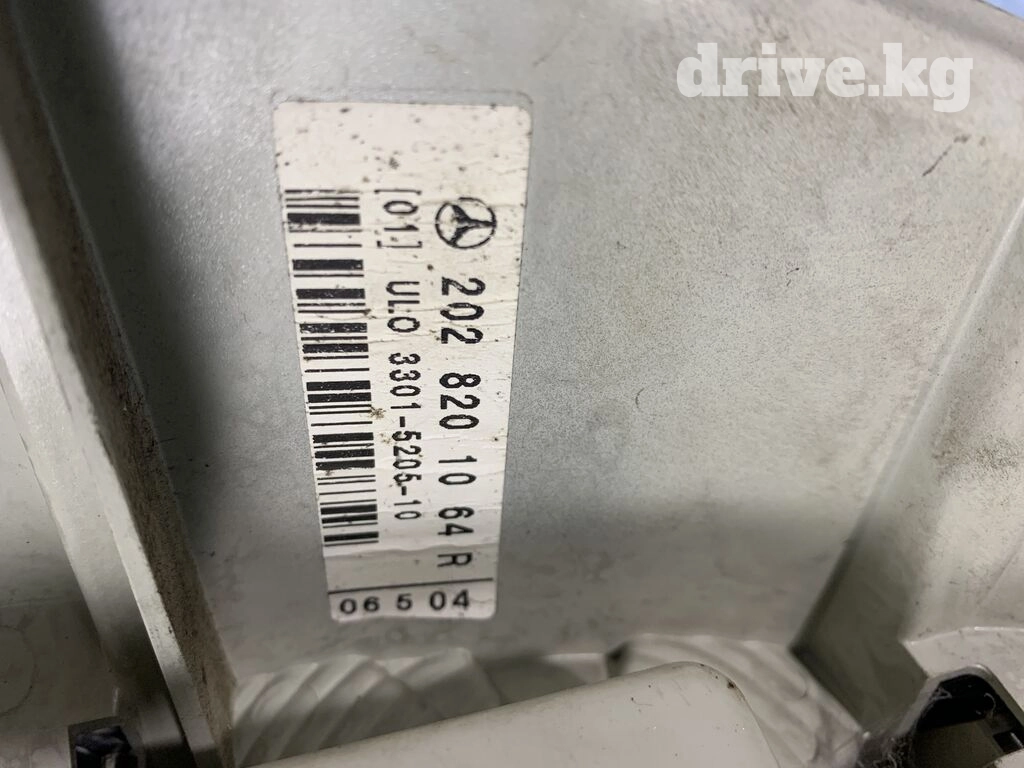 drive.kg
202 820 10 64 R
[01] ULO 3301-5205-10
06 5 04